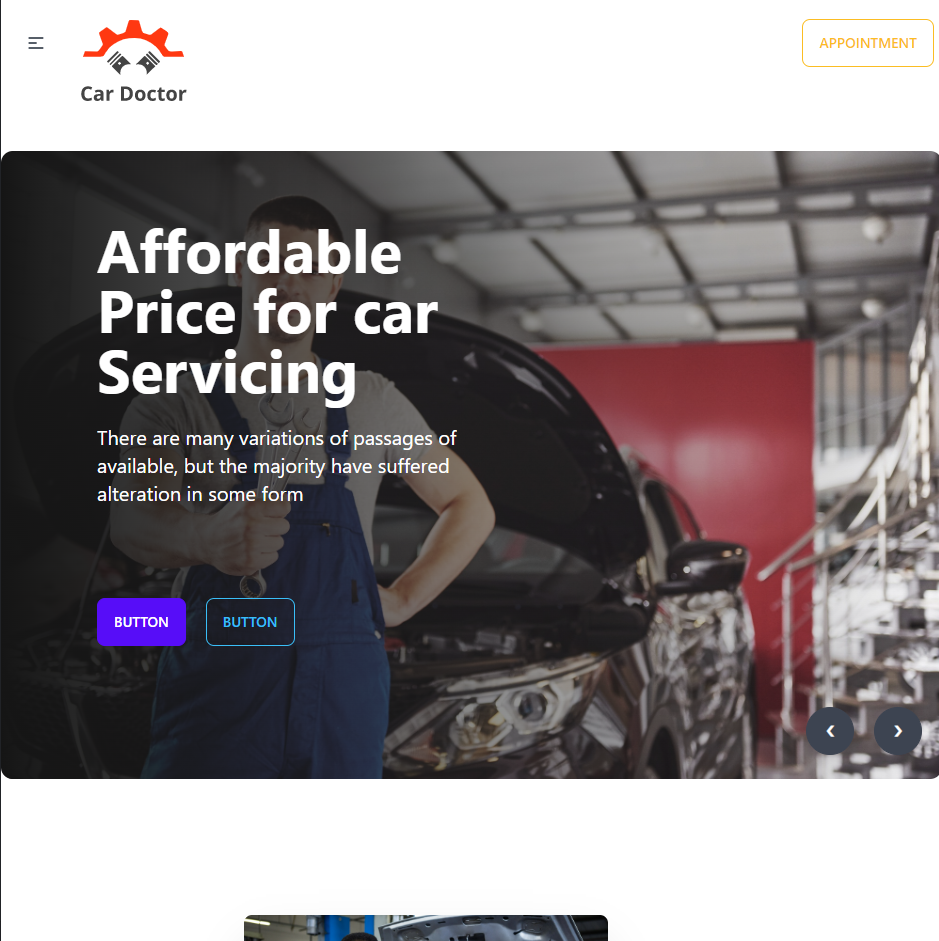 Car Doctor
APPOINTMENT
Affordable
Price for car
Servicing
There are many variations of passages of
available, but the majority have suffered
alteration in some form
BUTTON BUTTON
❮ ❯